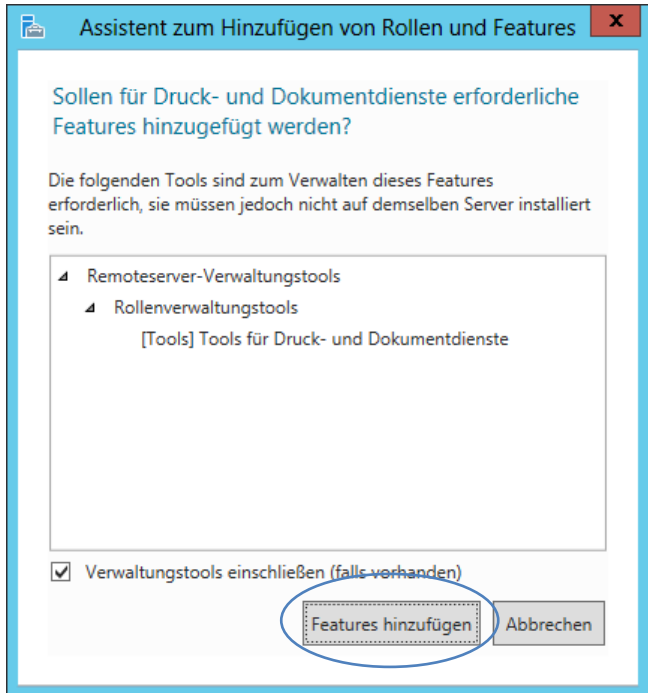 Assistent zum Hinzufügen von Rollen und Features
x
Sollen für Druck- und Dokumentdienste erforderliche
Features hinzugefügt werden?
Die folgenden Tools sind zum Verwalten dieses Features
erforderlich, sie müssen jedoch nicht auf demselben Server installiert
sein.
Remoteserver-Verwaltungstools
Rollenverwaltungstools
[Tools] Tools für Druck- und Dokumentdienste
Verwaltungstools einschließen (falls vorhanden)
Features hinzufügen
Abbrechen